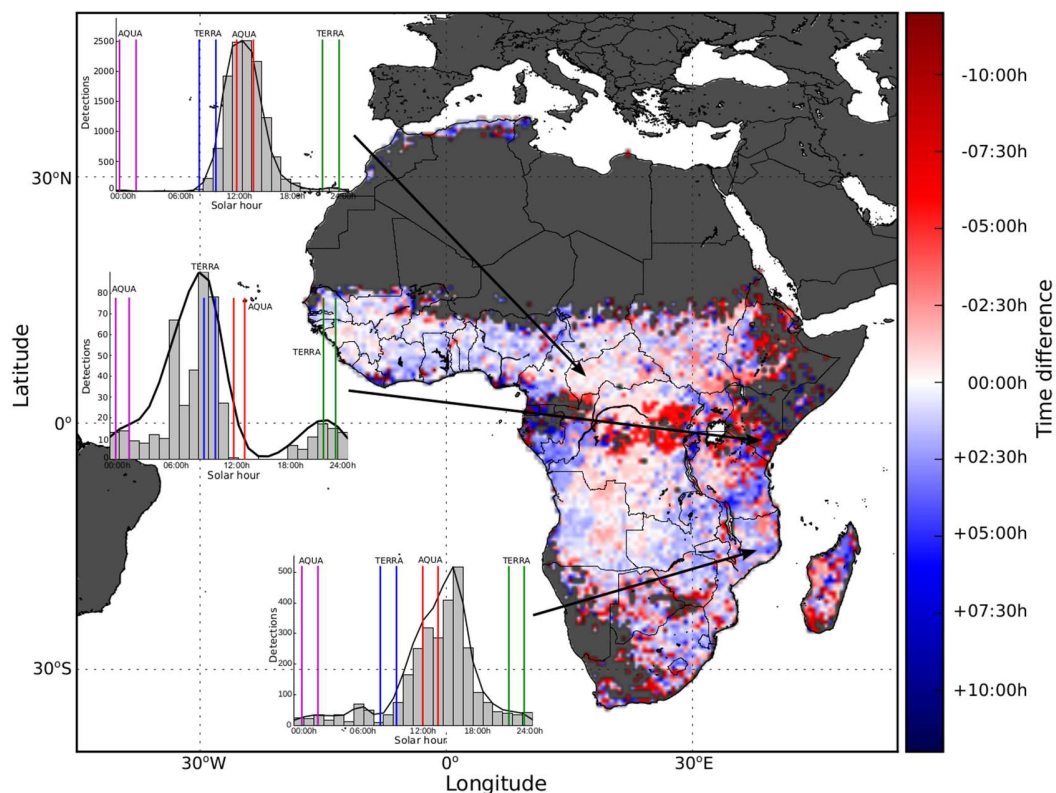 AQUA TERRA AQUA TERRA
2500
2000
1500
1000
500
0
Detections
00:00h 06:00h 12:00h 18:00h 24:00h
Solar hour
TERRA
AQUA
AQUA
TERRA
80
70
60
50
40
30
20
10
0
Detections
00:00h 06:00h 12:00h 18:00h 24:00h
Solar hour
AQUA TERRA AQUA TERRA
500
400
300
200
100
0
Detections
00:00h 06:00h 12:00h 18:00h 24:00h
Solar hour
30°N
0°
30°S
Latitude
30°W 0° 30°E
Longitude
-10:00h
-07:30h
-05:00h
-02:30h
00:00h
+02:30h
+05:00h
+07:30h
+10:00h
Time difference